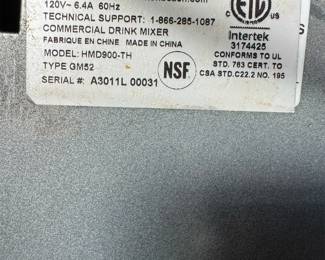 120V~ 6.4A 60Hz
TECHNICAL SUPPORT: 1-866-285-1087
COMMERCIAL DRINK MIXER
FABRIQUE EN CHINE MADE IN CHINA
MODEL: HMD900-TH
TYPE GM52
SERIAL #: A3011L 00031
NSF
C ETL US
Intertek
3174425
CONFORMS TO UL
STD. 763 CERT. TO
CSA STD.C22.2 NO. 195
S